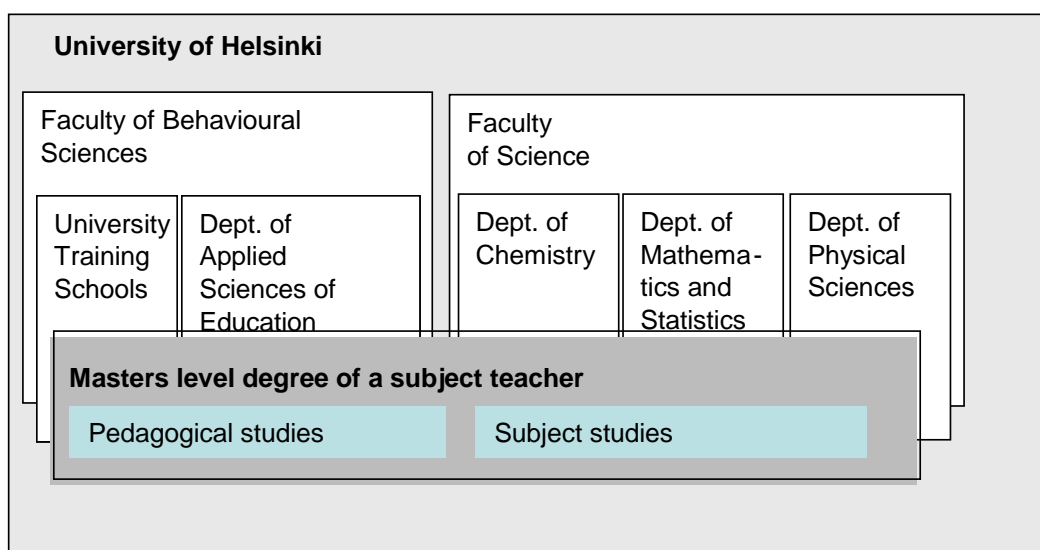 University of Helsinki
Faculty of Behavioural
Sciences
Faculty
of Science
University
Training
Schools
Dept. of
Applied
Sciences of
Education
Dept. of
Chemistry
Dept. of
Mathema-
tics and
Statistics
Dept. of
Physical
Sciences
Masters level degree of a subject teacher
Pedagogical studies
Subject studies